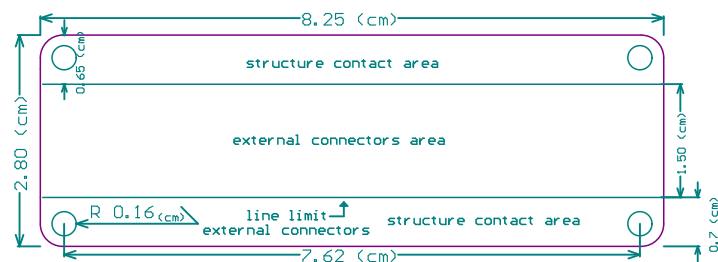 8.25 (cm)
0.65 (cm)
structure contact area
2.80 (cm)
external connectors area
1.50 (cm)
R 0.16 (cm)
line limit
external connectors
structure contact area
0.7 (cm)
7.62 (cm)